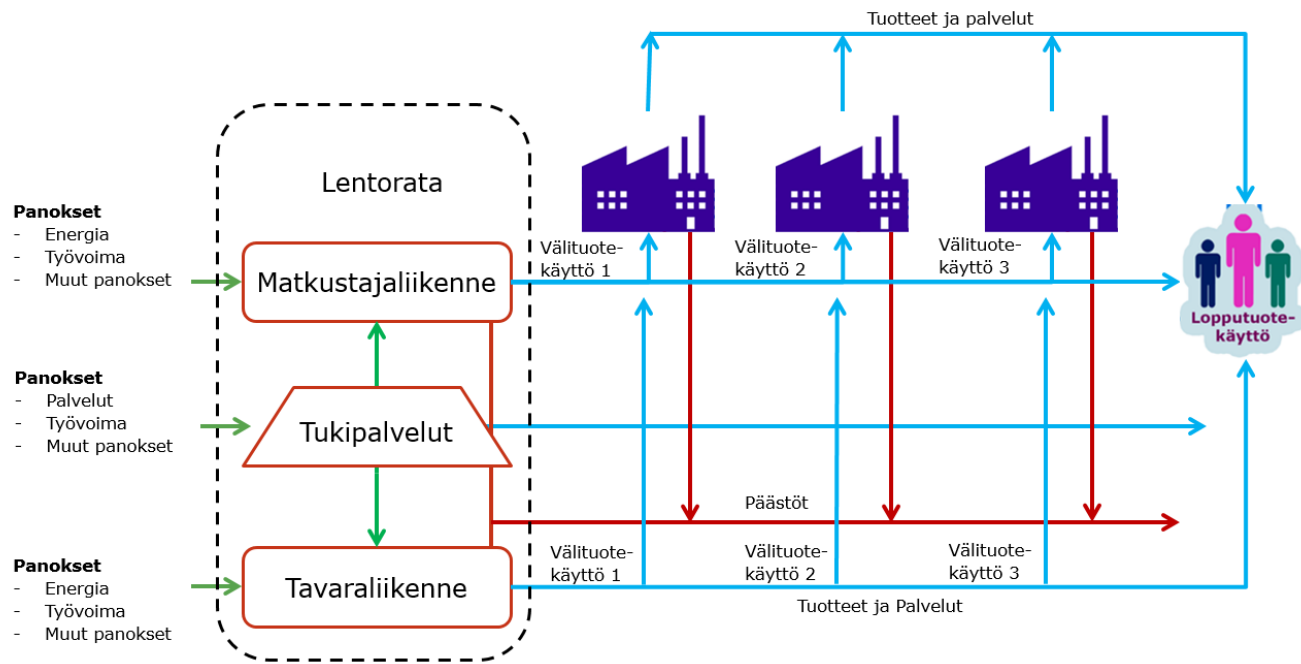 Tuotteet ja palvelut
Lentorata
Panokset
- Energia
- Työvoima
- Muut panokset
Matkustajaliikenne
Välituote-
käyttö 1
Välituote-
käyttö 2
Välituote-
käyttö 3
Lopputuote-
käyttö
Panokset
- Palvelut
- Työvoima
- Muut panokset
Tukipalvelut
Päästöt
Panokset
- Energia
- Työvoima
- Muut panokset
Tavaraliikenne
Välituote-
käyttö 1
Välituote-
käyttö 2
Välituote-
käyttö 3
Tuotteet ja Palvelut